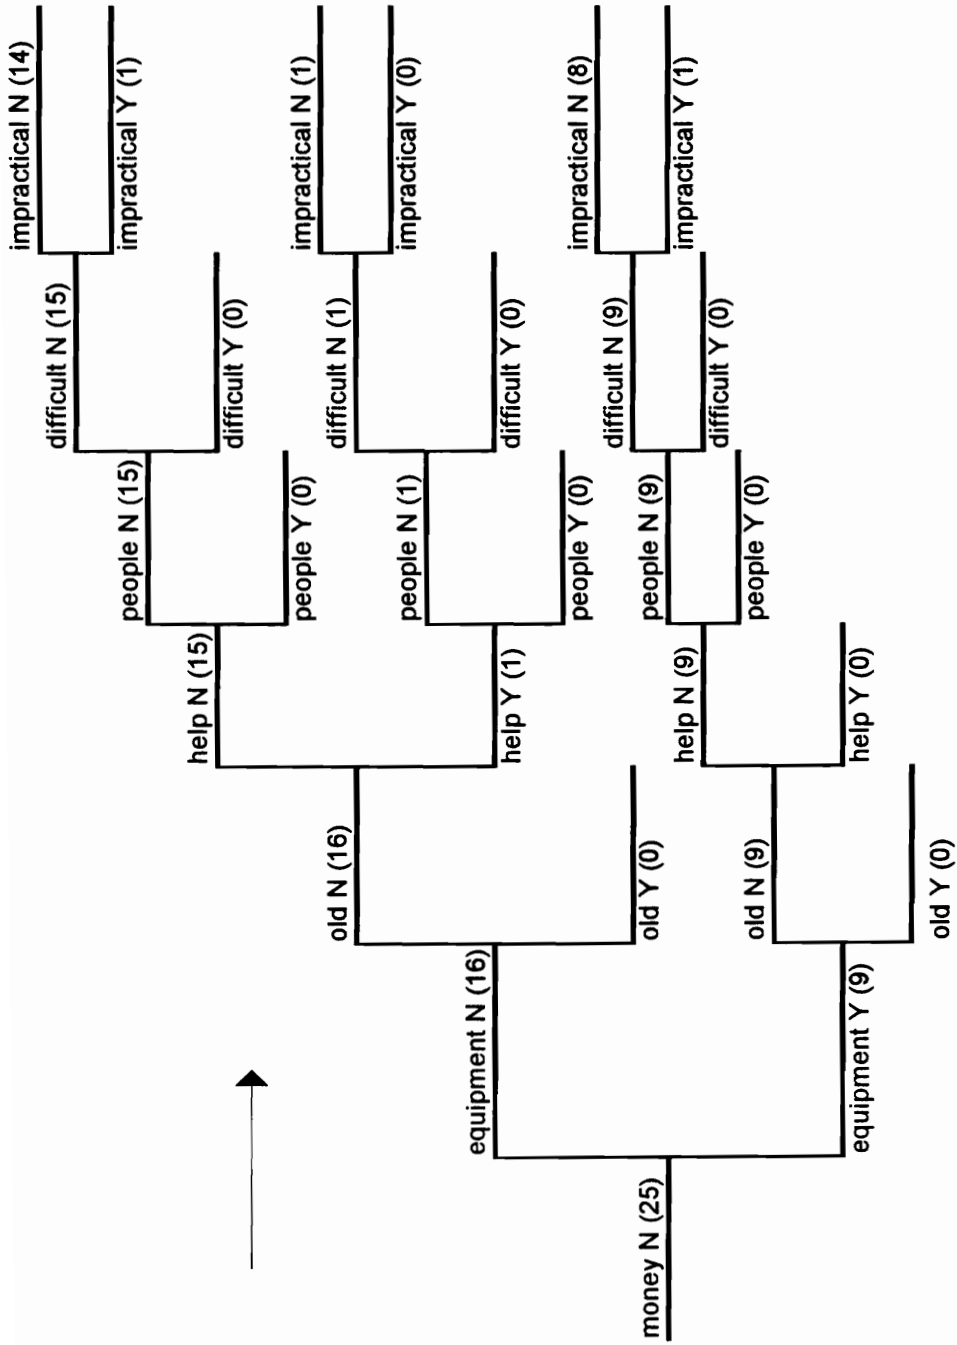 money N (25)
equipment N (16)
equipment Y (9)
old N (16)
old Y (0)
old N (9)
old Y (0)
help N (15)
help Y (1)
help N (9)
help Y (0)
people N (15)
people Y (0)
people N (1)
people Y (0)
people N (9)
people Y (0)
difficult N (15)
difficult Y (0)
difficult N (1)
difficult Y (0)
difficult N (9)
difficult Y (0)
impractical N (14)
impractical Y (1)
impractical N (1)
impractical Y (0)
impractical N (8)
impractical Y (1)